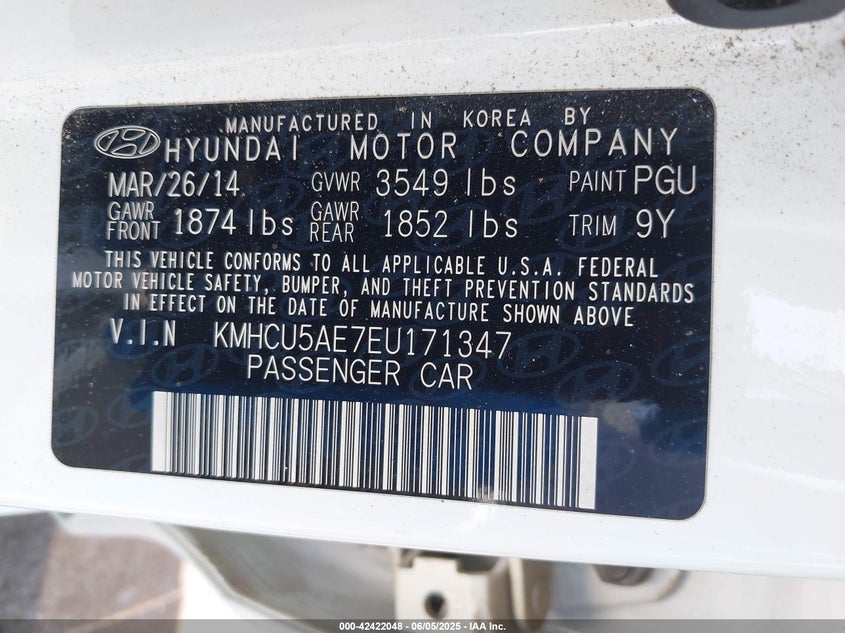 MANUFACTURED IN KOREA BY
HYUNDAI MOTOR COMPANY
MAR/26/14 GVWR 3549 lbs PAINT PGU
GAWR FRONT 1874 lbs GAWR REAR 1852 lbs TRIM 9Y
THIS VEHICLE CONFORMS TO ALL APPLICABLE U.S.A. FEDERAL
MOTOR VEHICLE SAFETY, BUMPER, AND THEFT PREVENTION STANDARDS
IN EFFECT ON THE DATE OF MANUFACTURE SHOWN ABOVE
V.I.N KMHCU5AE7EU171347
PASSENGER CAR
000-42422048 - 06/05/2025 - IAA Inc.